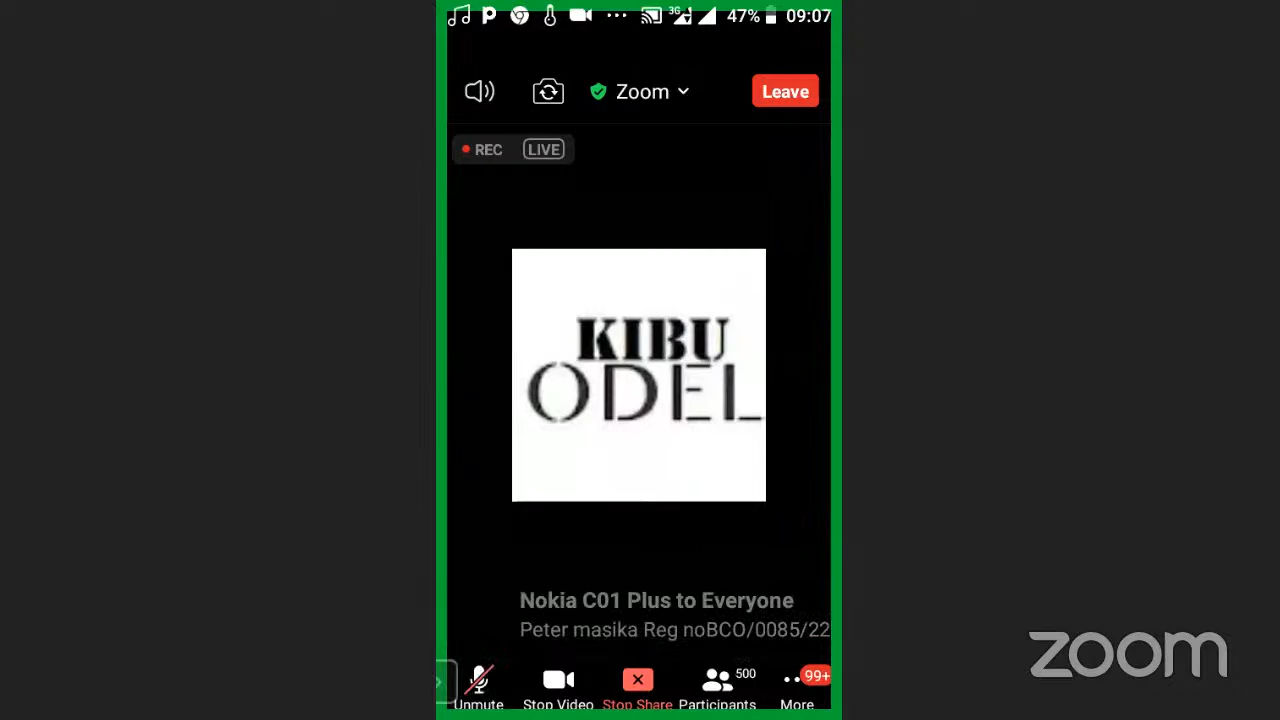 3G 47% 09:07
Zoom Leave
REC LIVE
KIBU
ODEL
Nokia C01 Plus to Everyone
Peter masika Reg noBCO/0085/22
500 99+
Unmute Stop Video Stop Share Participants More
zoom